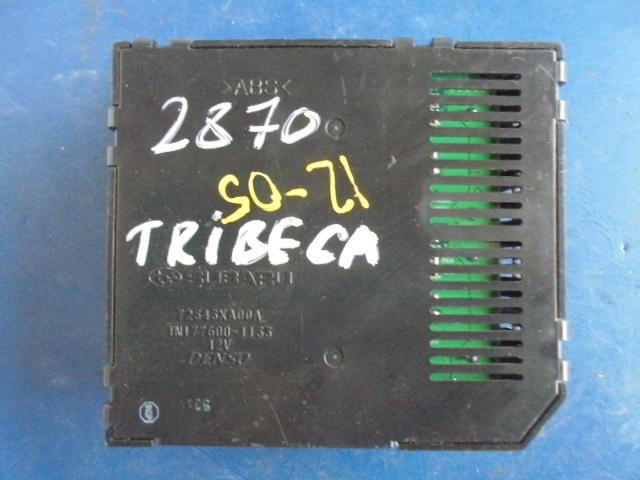 >ABS<
2870
12-05
TRIBECA
SUBARU
72343XA00A
TN177600-1133
12V
DENSO